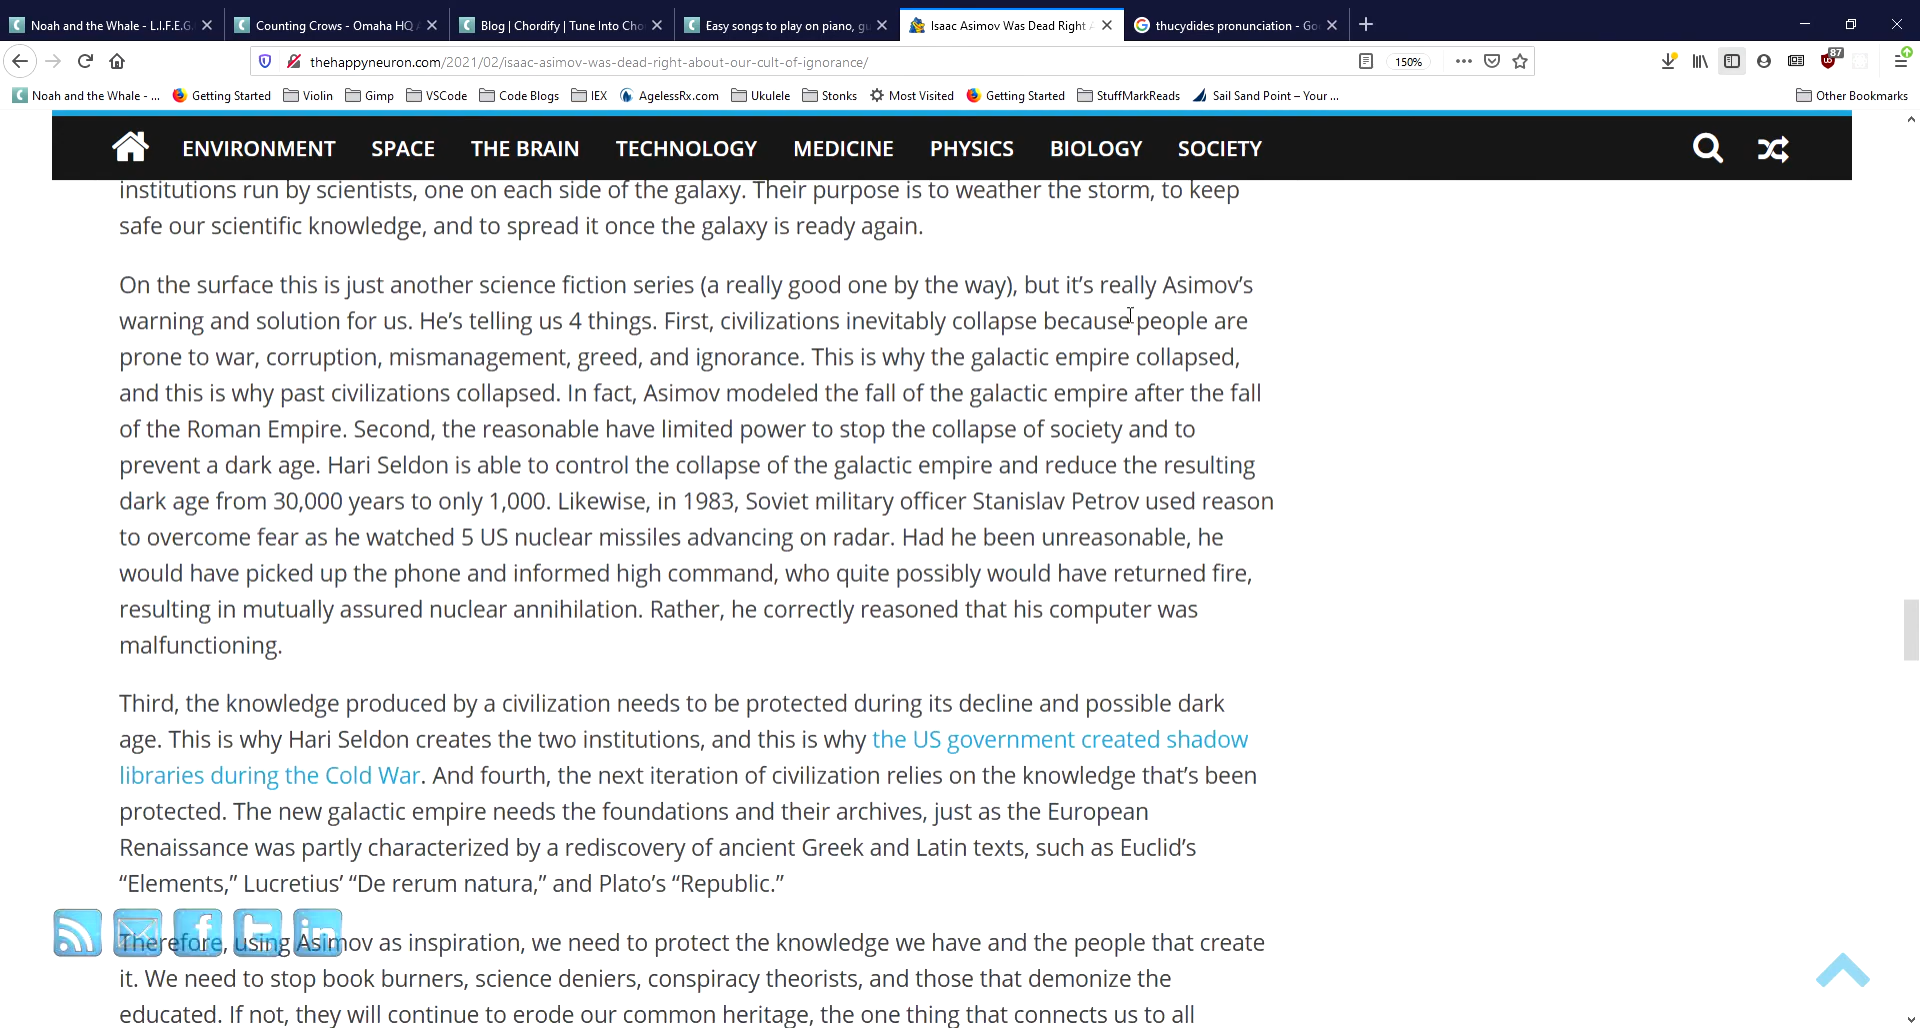 Noah and the Whale - L.I.F.E.G.
Counting Crows - Omaha HQ
Blog | Chordify | Tune Into Cho
Easy songs to play on piano, gu
Isaac Asimov Was Dead Right
thucydides pronunciation - Go
thehappyneuron.com/2021/02/isaac-asimov-was-dead-right-about-our-cult-of-ignorance/
150%
87
Noah and the Whale - ...
Getting Started
Violin
Gimp
VSCode
Code Blogs
IEX
AgelessRx.com
Ukulele
Stonks
Most Visited
Getting Started
StuffMarkReads
Sail Sand Point – Your ...
Other Bookmarks
ENVIRONMENT SPACE THE BRAIN TECHNOLOGY MEDICINE PHYSICS BIOLOGY SOCIETY
institutions run by scientists, one on each side of the galaxy. Their purpose is to weather the storm, to keep
safe our scientific knowledge, and to spread it once the galaxy is ready again.
On the surface this is just another science fiction series (a really good one by the way), but it’s really Asimov’s
warning and solution for us. He’s telling us 4 things. First, civilizations inevitably collapse because people are
prone to war, corruption, mismanagement, greed, and ignorance. This is why the galactic empire collapsed,
and this is why past civilizations collapsed. In fact, Asimov modeled the fall of the galactic empire after the fall
of the Roman Empire. Second, the reasonable have limited power to stop the collapse of society and to
prevent a dark age. Hari Seldon is able to control the collapse of the galactic empire and reduce the resulting
dark age from 30,000 years to only 1,000. Likewise, in 1983, Soviet military officer Stanislav Petrov used reason
to overcome fear as he watched 5 US nuclear missiles advancing on radar. Had he been unreasonable, he
would have picked up the phone and informed high command, who quite possibly would have returned fire,
resulting in mutually assured nuclear annihilation. Rather, he correctly reasoned that his computer was
malfunctioning.
Third, the knowledge produced by a civilization needs to be protected during its decline and possible dark
age. This is why Hari Seldon creates the two institutions, and this is why the US government created shadow
libraries during the Cold War. And fourth, the next iteration of civilization relies on the knowledge that’s been
protected. The new galactic empire needs the foundations and their archives, just as the European
Renaissance was partly characterized by a rediscovery of ancient Greek and Latin texts, such as Euclid’s
“Elements,” Lucretius’ “De rerum natura,” and Plato’s “Republic.”
Therefore, using Asimov as inspiration, we need to protect the knowledge we have and the people that create
it. We need to stop book burners, science deniers, conspiracy theorists, and those that demonize the
educated. If not, they will continue to erode our common heritage, the one thing that connects us to all